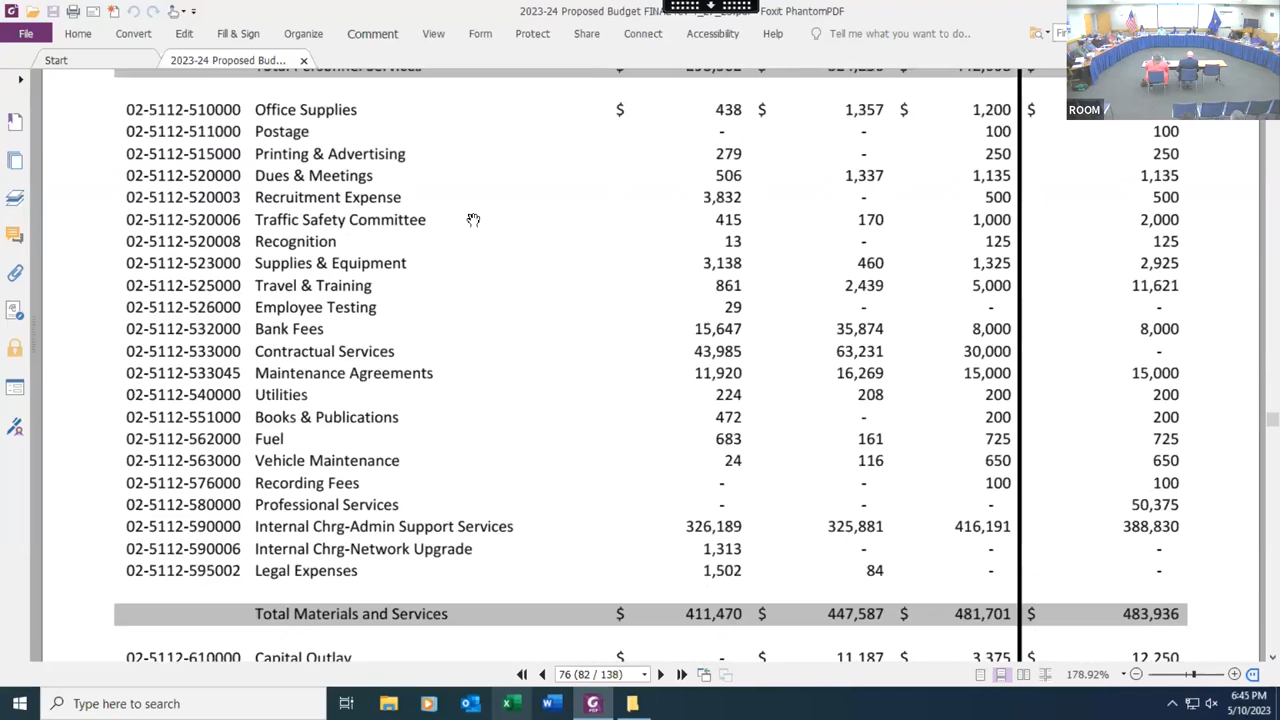 2023-24 Proposed Budget FINAL
Foxit PhantomPDF
File Home Convert Edit Fill & Sign Organize Comment View Form Protect Share Connect Accessibility Help Tell me what you want to do..
Start 2023-24 Proposed Bud...
ROOM
02-5112-510000 Office Supplies $ 438 $ 1,357 $ 1,200 $
02-5112-511000 Postage - - 100 100
02-5112-515000 Printing & Advertising 279 - 250 250
02-5112-520000 Dues & Meetings 506 1,337 1,135 1,135
02-5112-520003 Recruitment Expense 3,832 - 500 500
02-5112-520006 Traffic Safety Committee 415 170 1,000 2,000
02-5112-520008 Recognition 13 - 125 125
02-5112-523000 Supplies & Equipment 3,138 460 1,325 2,925
02-5112-525000 Travel & Training 861 2,439 5,000 11,621
02-5112-526000 Employee Testing 29 - - -
02-5112-532000 Bank Fees 15,647 35,874 8,000 8,000
02-5112-533000 Contractual Services 43,985 63,231 30,000 -
02-5112-533045 Maintenance Agreements 11,920 16,269 15,000 15,000
02-5112-540000 Utilities 224 208 200 200
02-5112-551000 Books & Publications 472 - 200 200
02-5112-562000 Fuel 683 161 725 725
02-5112-563000 Vehicle Maintenance 24 116 650 650
02-5112-576000 Recording Fees - - 100 100
02-5112-580000 Professional Services - - - 50,375
02-5112-590000 Internal Chrg-Admin Support Services 326,189 325,881 416,191 388,830
02-5112-590006 Internal Chrg-Network Upgrade 1,313 - - -
02-5112-595002 Legal Expenses 1,502 84 - -
Total Materials and Services $ 411,470 $ 447,587 $ 481,701 $ 483,936
02-5112-610000 Capital Outlay $ - $ 11,187 $ 3,375 $ 12,250
76 (82 / 138) 178.92%
Type here to search
6:45 PM
5/10/2023